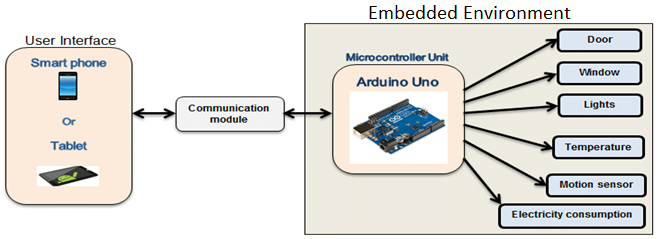 Embedded Environment
User Interface
Smart phone
Or
Tablet
Communication
module
Microcontroller Unit
Arduino Uno
Door
Window
Lights
Temperature
Motion sensor
Electricity consumption